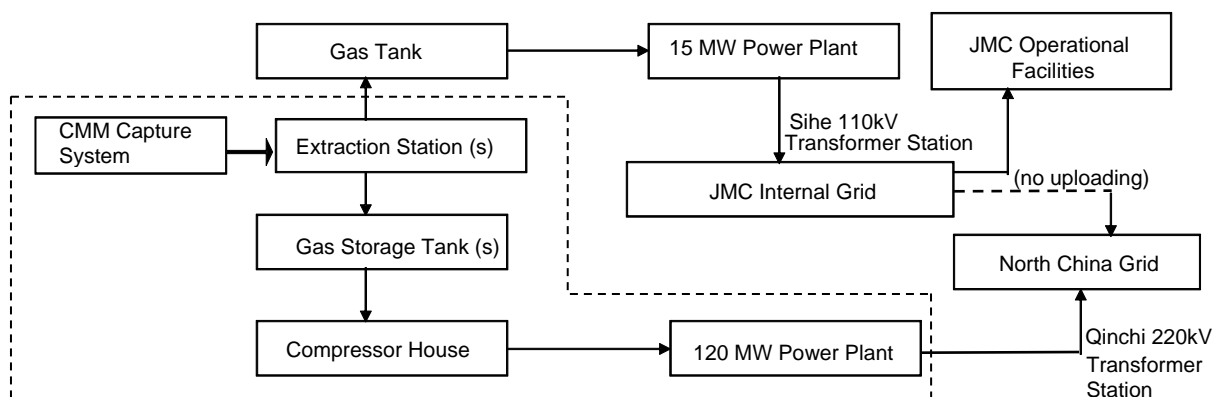 Gas Tank
15 MW Power Plant
JMC Operational
Facilities
CMM Capture
System
Extraction Station (s)
Sihe 110kV
Transformer Station
JMC Internal Grid
(no uploading)
Gas Storage Tank (s)
North China Grid
Compressor House
120 MW Power Plant
Qinchi 220kV
Transformer
Station